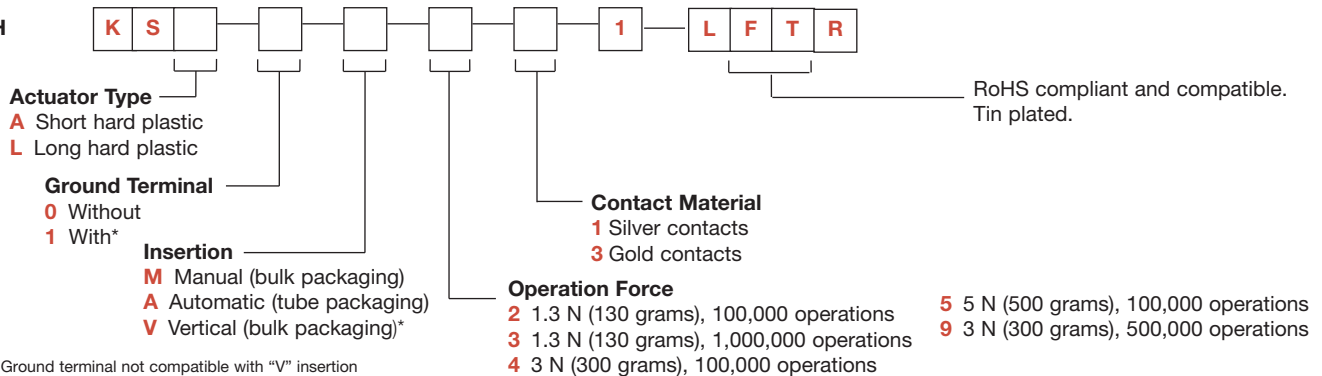 H
K S 1 L F T R
RoHS compliant and compatible.
Tin plated.
Actuator Type
A Short hard plastic
L Long hard plastic
Ground Terminal
0 Without
1 With*
Insertion
M Manual (bulk packaging)
A Automatic (tube packaging)
V Vertical (bulk packaging)*
Contact Material
1 Silver contacts
3 Gold contacts
Operation Force
2 1.3 N (130 grams), 100,000 operations
3 1.3 N (130 grams), 1,000,000 operations
4 3 N (300 grams), 100,000 operations
5 5 N (500 grams), 100,000 operations
9 3 N (300 grams), 500,000 operations
Ground terminal not compatible with “V” insertion